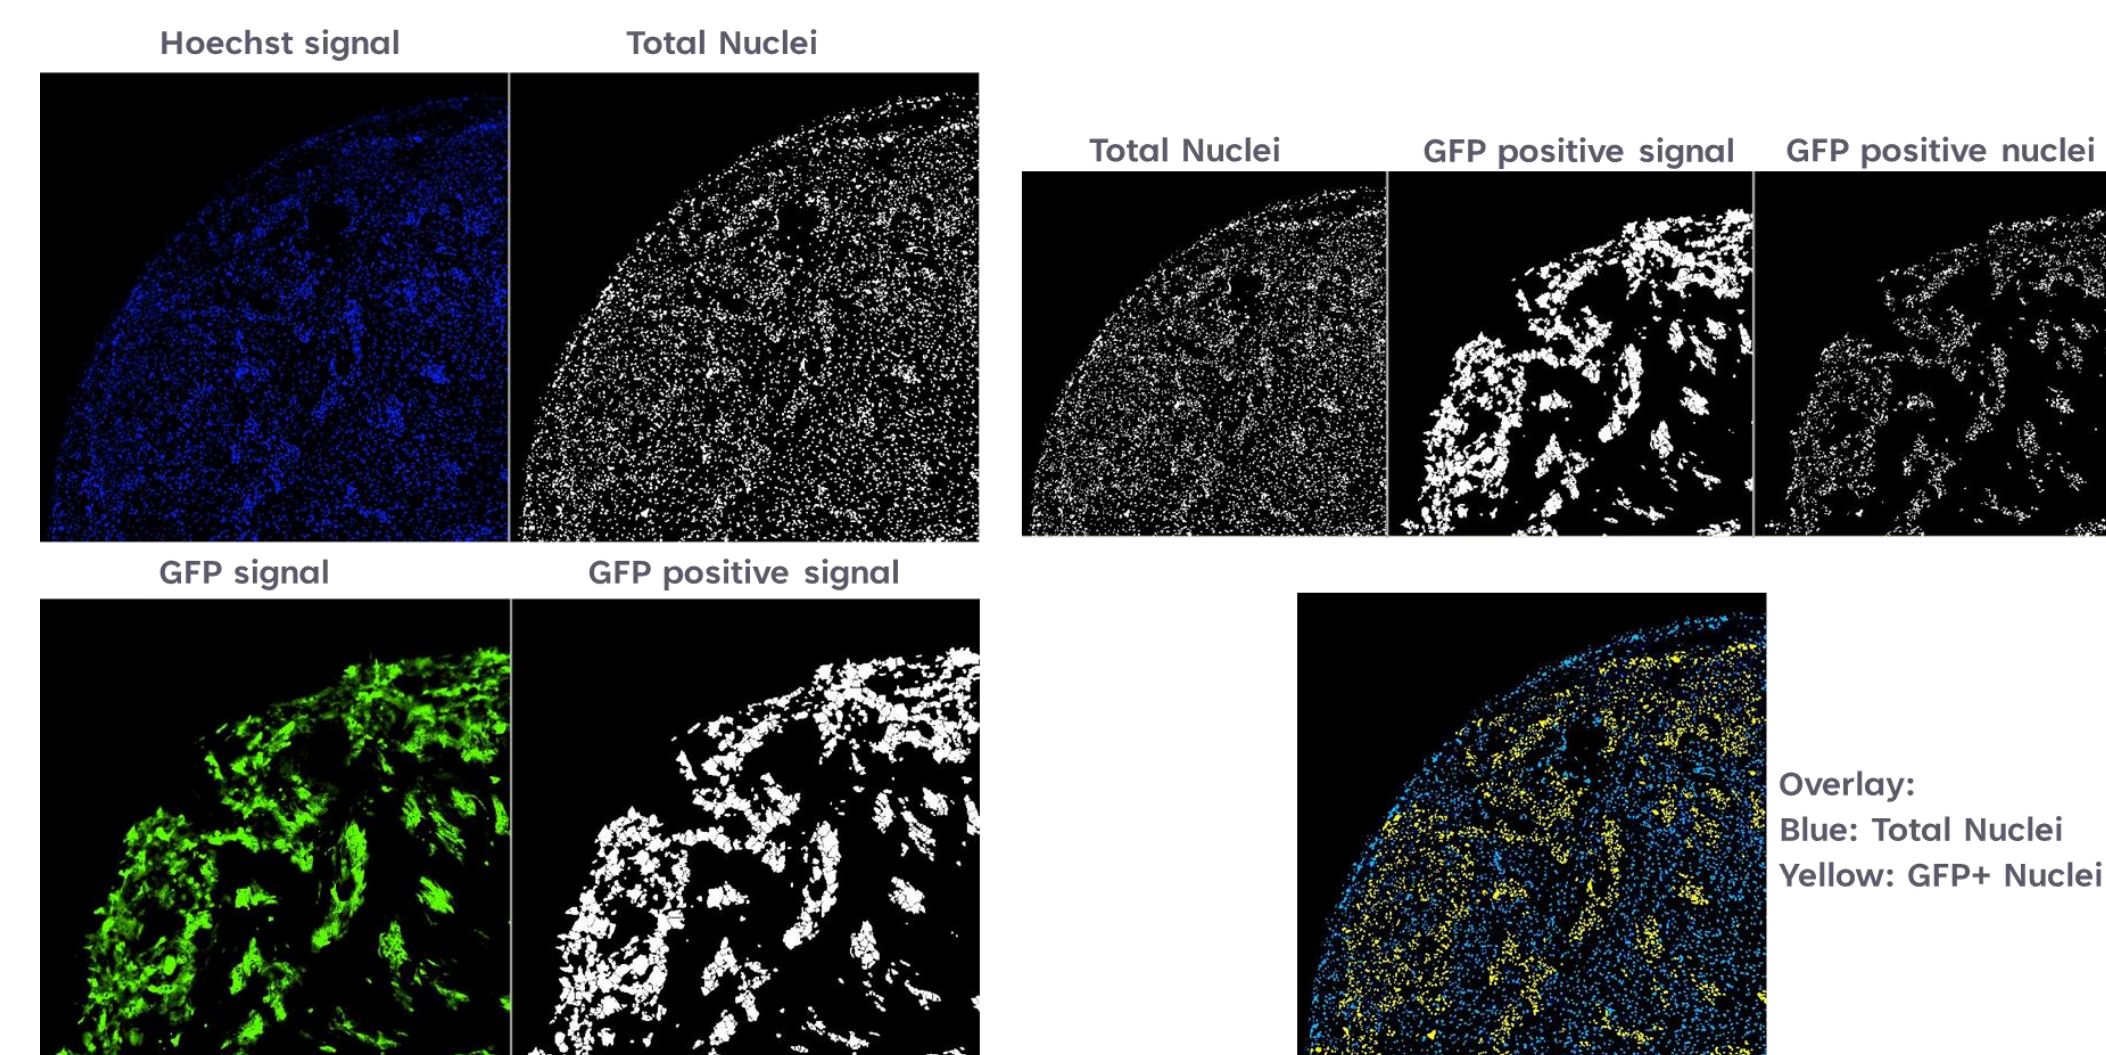 Hoechst signal
Total Nuclei
GFP signal
GFP positive signal
Total Nuclei
GFP positive signal
GFP positive nuclei
Overlay:
Blue: Total Nuclei
Yellow: GFP+ Nuclei